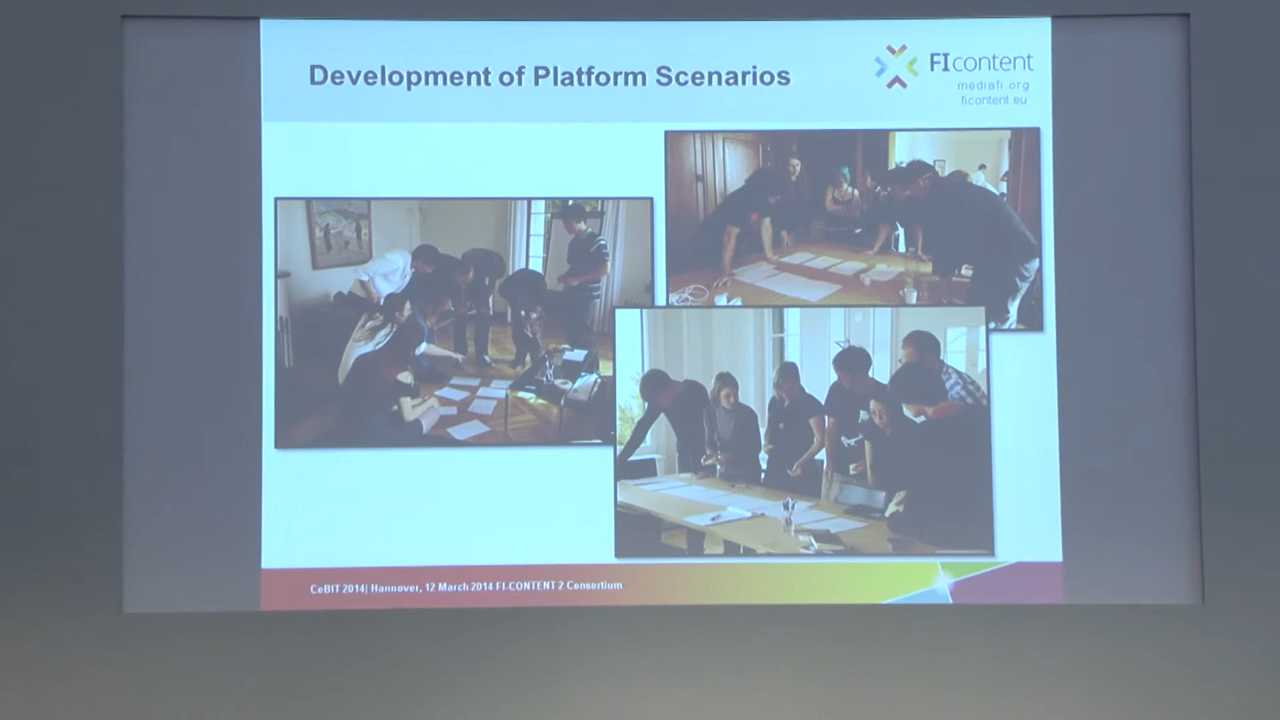 Development of Platform Scenarios
FIcontent
mediafi.org
ficontent.eu
CeBIT 2014| Hannover, 12 March 2014 FI-CONTENT 2 Consortium